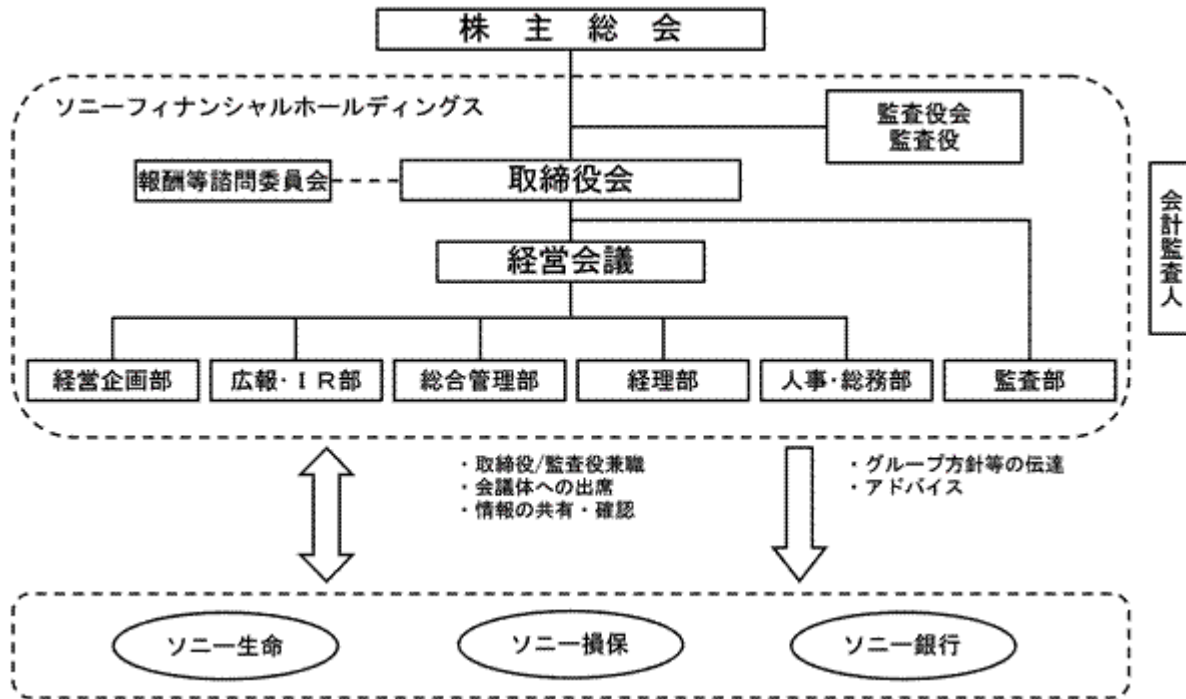 株主総会
ソニーフィナンシャルホールディングス
監査役会
監査役
報酬等諮問委員会
取締役会
会計監査人
経営会議
経営企画部
広報・ＩＲ部
総合管理部
経理部
人事・総務部
監査部
・取締役/監査役兼職
・会議体への出席
・情報の共有・確認
・グループ方針等の伝達
・アドバイス
ソニー生命
ソニー損保
ソニー銀行